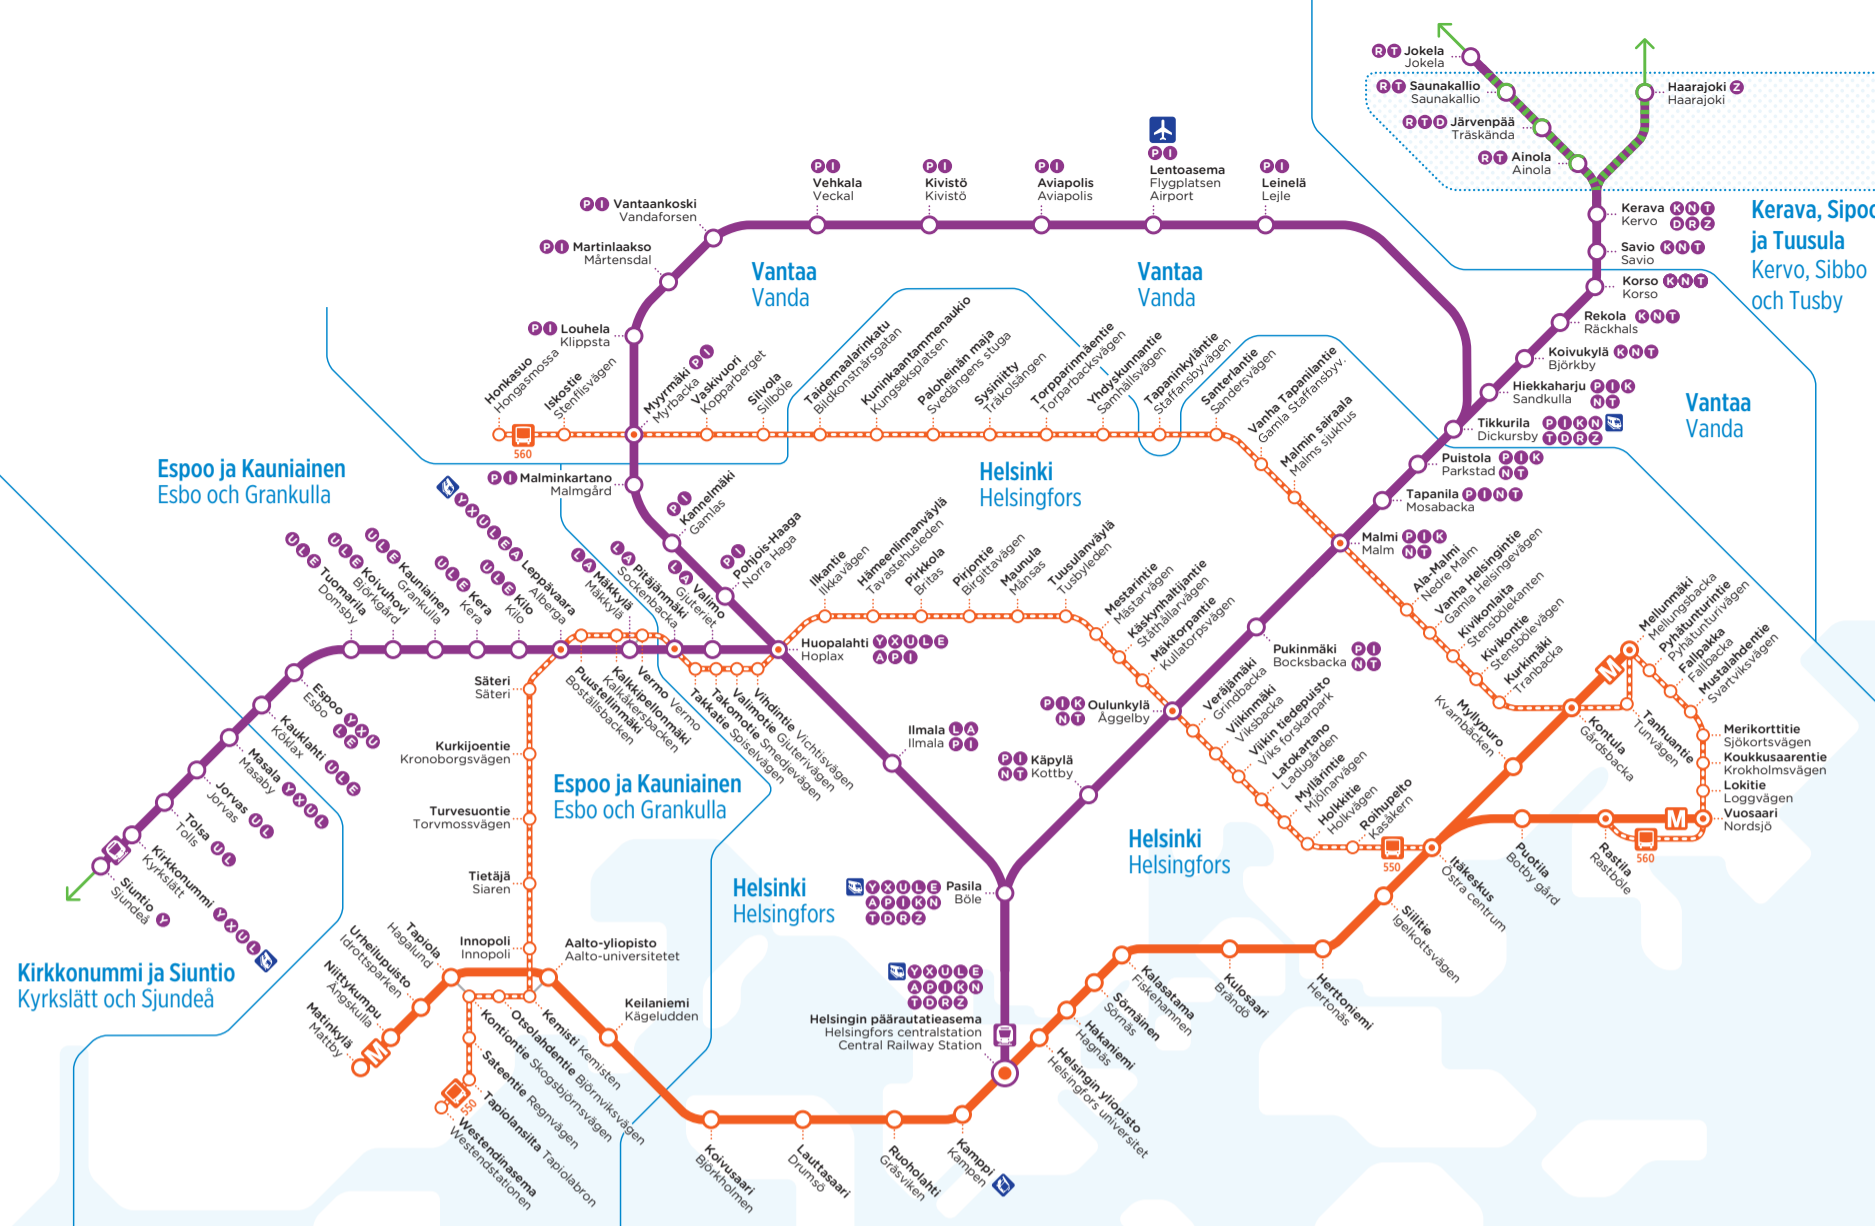 R T Jokela
Jokela
R T Saunakallio
Saunakallio
R T D Järvenpää
Träskända
R T Ainola
Ainola
Haarajoki Z
Haarajoki
Kerava K N T
Kervo D R Z
Savio K N T
Savio
Korso K N T
Korso
Rekola K N T
Räckhals
Koivukylä K N T
Björkby
Hiekkaharju P I K
Sandkulla N T
Tikkurila P I K N
Dickursby T D R Z
Puistola P I K
Parkstad N T
Tapanila P I N T
Mosabacka
Malmi P I K
Malm N T
Pukinmäki P I
Bocksbacka N T
P I K Oulunkylä
N T Åggelby
P I Käpylä
N T Kottby
Kerava, Sipoo
ja Tuusula
Kervo, Sibbo
och Tusby
P I
Vehkala
Veckal
P I
Kivistö
Kivistö
P I
Aviapolis
Aviapolis
P I
Lentoasema
Flygplatsen
Airport
P I
Leinelä
Lejle
P I Vantaankoski
Vandaforsen
P I Martinlaakso
Mårtensdal
P I Louhela
Klippsta
Myyrmäki P I
Myrbacka
P I Malminkartano
Malmgård
P I Kannelmäki
Gamlas
P I Pohjois-Haaga
Norra Haga
Vantaa
Vanda
Vantaa
Vanda
Vantaa
Vanda
Honkasuo
Hongasmossa
Iskostie
Stenflisvägen
560
Vaskivuori
Kopparberget
Silvola
Sillböle
Taidemaalarinkatu
Bildkonstnärsgatan
Kuninkaantammenaukio
Kungseksplatsen
Paloheinän maja
Svedängens stuga
Sysiniitty
Träkolsängen
Torpparinmäentie
Torparbacksvägen
Yhdyskunnantie
Samhällsvägen
Tapaninkyläntie
Staffansbyvägen
Santerlantie
Sandersvägen
Vanha Tapanilantie
Gamla Staffansbyv.
Malmin sairaala
Malms sjukhus
Ala-Malmi
Nedre Malm
Vanha Helsingintie
Gamla Helsingevägen
Kivikonlaita
Stensbölekanten
Kivikontie
Stensbölevägen
Kurkimäki
Tranbacka
Espoo ja Kauniainen
Esbo och Grankulla
Helsinki
Helsingfors
U L E Tuomarila
Domsby
U L E Koivuhovi
Björkgård
U L E Kauniainen
Grankulla
U L E Kera
Kera
U L E Kilo
Kilo
Y X U L E A Leppävaara
Alberga
L A Mäkkylä
Mäkkylä
L A Pitäjänmäki
Sockenbacka
L A Valimo
Gjuteriet
Huopalahti Y X U L E
Hoplax A P I
Ilmala L A
Ilmala P I
Espoo Y X U
Esbo L E
Kauklahti U L E
Köklax
Masala Y X U L
Masaby
Jorvas U L
Jorvas
Tolsa U L
Tolls
Kirkkonummi Y X U L
Kyrkslätt
Siuntio Y
Sjundeå
Kirkkonummi ja Siuntio
Kyrkslätt och Sjundeå
Ilkantie
Ilkkavägen
Hämeenlinnanväylä
Tavastehusleden
Pirkkola
Britas
Pirjontie
Birgittavägen
Maunula
Månsas
Tuusulanväylä
Tusbyleden
Mestarintie
Mästarvägen
Käskynhaltijantie
Ståthållarvägen
Mäkitorpantie
Kullatorpsvägen
Veräjämäki
Grindbacka
Viikinmäki
Viksbacka
Viikin tiedepuisto
Viks forskarpark
Latokartano
Ladugården
Myllärintie
Mjölnarvägen
Holkkitie
Holkvägen
Roihupelto
Kasåkern
550
Puustellinmäki
Boställsbacken
Kalkkipellonmäki
Kalkåkersbacken
Vermo Vermo
Takkatie Spiselvägen
Takomotie Smedjevägen
Valimotie Gjuterivägen
Vihdintie Vichtisvägen
Säteri
Säteri
Kurkijoentie
Kronoborgsvägen
Turvesuontie
Torvmossvägen
Tietäjä
Siaren
Innopoli
Innopoli
Espoo ja Kauniainen
Esbo och Grankulla
Helsinki
Helsingfors
Helsinki
Helsingfors
Y X U L E Pasila
A P I K N Böle
T D R Z
Y X U L E
A P I K N
T D R Z
Helsingin päärautatieasema
Helsingfors centralstation
Central Railway Station
Aalto-yliopisto
Aalto-universitetet
Keilaniemi
Kägeludden
Tapiola
Hagalund
Urheilupuisto
Idrottsparken
Niittykumpu
Ängskulla
Matinkylä
Mattby
M
Kemisti Kemisten
Otsolahdentie Björnviksvägen
Kontiontie Skogsbjörnsvägen
Sateentie Regnvägen
Tapiolansilta Tapiolabron
550
Westendinasema
Westendstationen
Koivusaari
Björkholmen
Lauttasaari
Drumsö
Ruoholahti
Gräsviken
Kamppi
Kampen
Helsingin yliopisto
Helsingfors universitet
Hakaniemi
Hagnäs
Sörnäinen
Sörnäs
Kalasatama
Fiskehamnen
Kulosaari
Brändö
Herttoniemi
Hertonäs
Siilitie
Igelkottsvägen
Itäkeskus
Östra centrum
Puotila
Botby gård
Rastila
Rastböle
560
M
Vuosaari
Nordsjö
Lokitie
Loggvägen
Koukkusaarentie
Krokholmsvägen
Merikorttitie
Sjökortsvägen
Mustalahdentie
Svartviksvägen
Fallpakka
Fallbacka
Pyhätunturintie
Pyhätunturivägen
Mellunmäki
Mellungsbacka
M
Tanhuantie
Tunvägen
Kontula
Gårdsbacka
Myllypuro
Kvarnbäcken